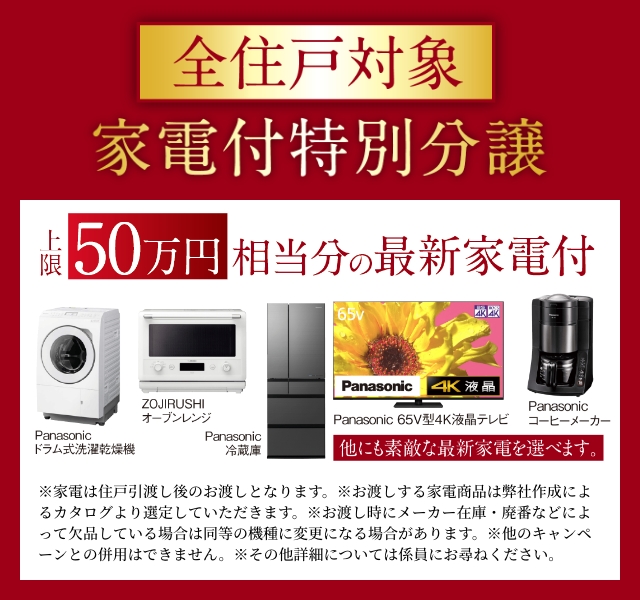 全住戸対象
家電付特別分譲
上限50万円相当分の最新家電付
65V
4K 4K
Panasonic 4K 液晶
Panasonic
ドラム式洗濯乾燥機
ZOJIRUSHI
オーブンレンジ
Panasonic
冷蔵庫
Panasonic 65V型4K液晶テレビ
Panasonic
コーヒーメーカー
他にも素敵な最新家電を選べます。
※家電は住戸引渡し後のお渡しとなります。※お渡しする家電商品は弊社作成によ
るカタログより選定していただきます。※お渡し時にメーカー在庫・廃番などによ
って欠品している場合は同等の機種に変更になる場合があります。※他のキャンペ
ーンとの併用はできません。※その他詳細については係員にお尋ねください。